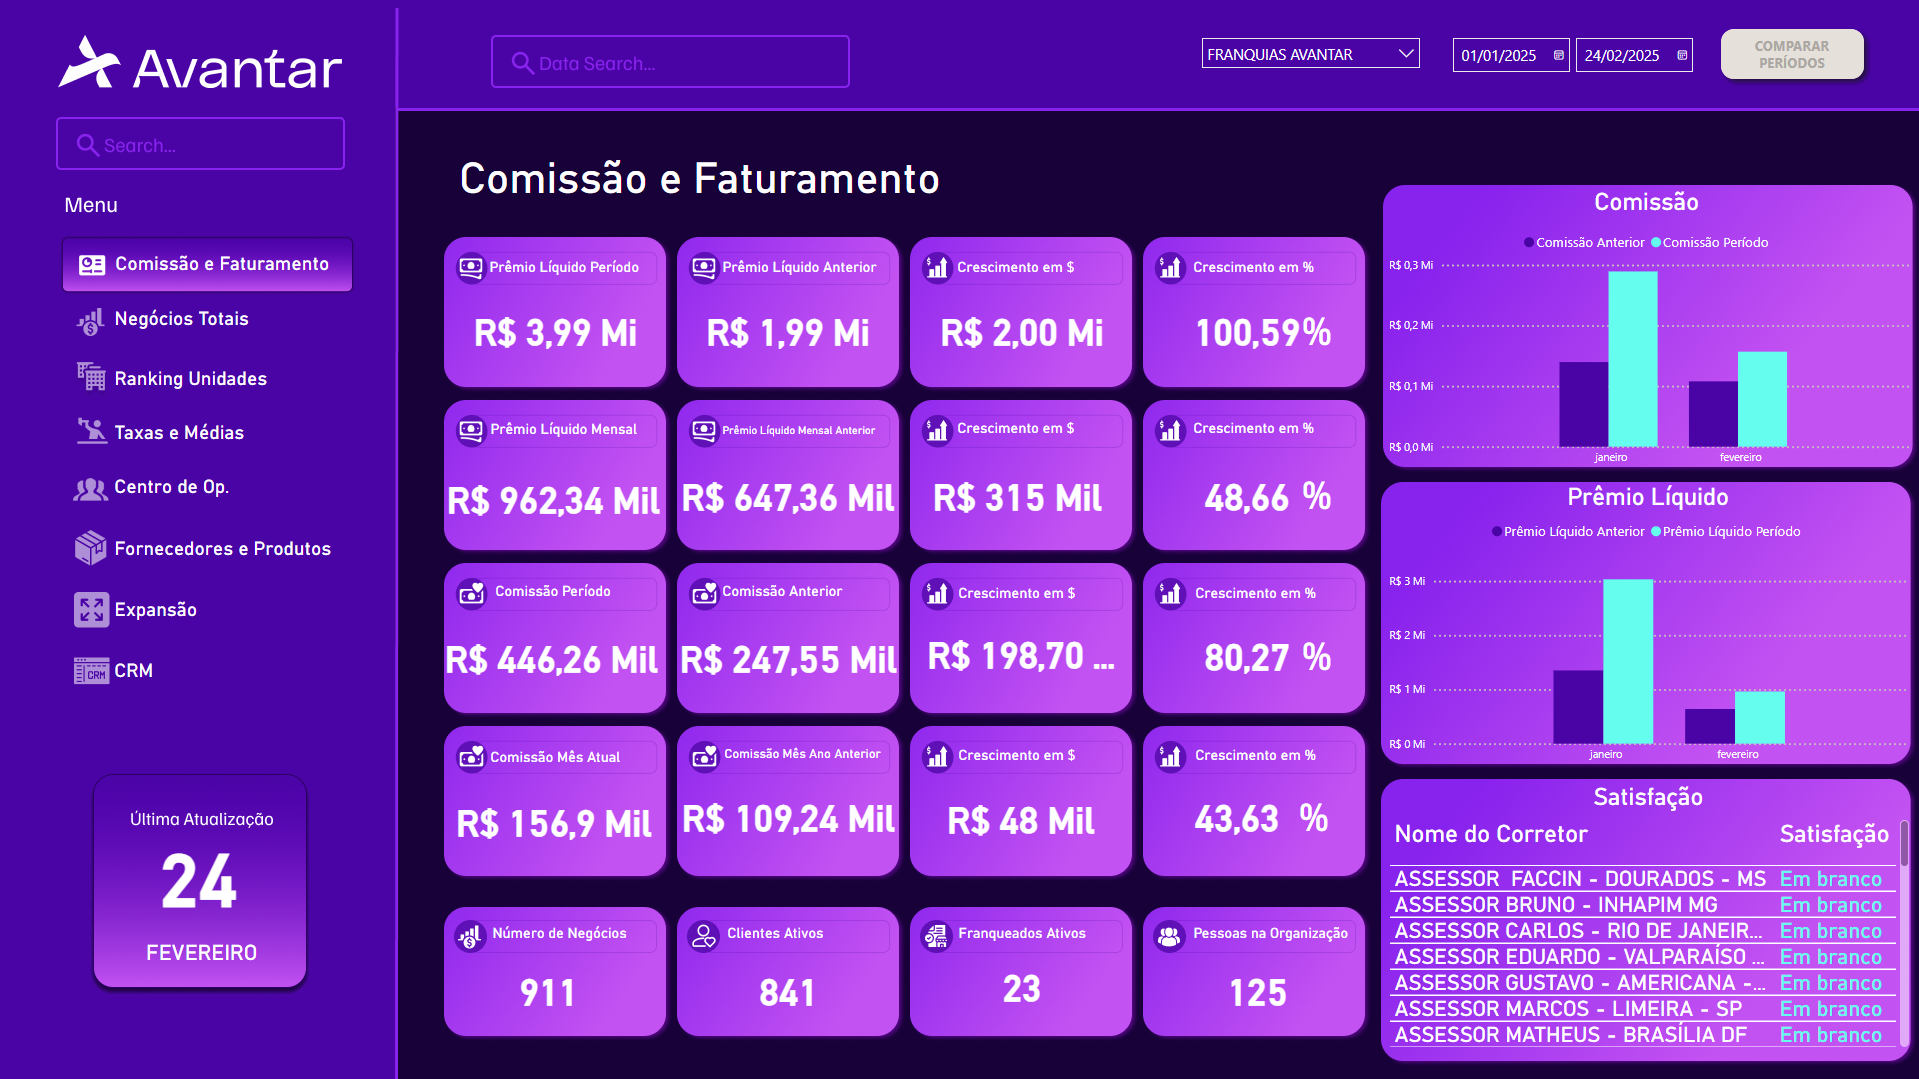 Avantar
Search...
Menu
Comissão e Faturamento
Negócios Totais
Ranking Unidades
Taxas e Médias
Centro de Op.
Fornecedores e Produtos
Expansão
CRM
CRM
Última Atualização
24
FEVEREIRO
Data Search...
FRANQUIAS AVANTAR
01/01/2025
24/02/2025
COMPARAR
PERÍODOS
Comissão e Faturamento
Prêmio Líquido Período
R$ 3,99 Mi
Prêmio Líquido Anterior
R$ 1,99 Mi
Crescimento em $
R$ 2,00 Mi
Crescimento em %
100,59%
Prêmio Líquido Mensal
R$ 962,34 Mil
Prêmio Líquido Mensal Anterior
R$ 647,36 Mil
Crescimento em $
R$ 315 Mil
Crescimento em %
48,66 %
Comissão Período
R$ 446,26 Mil
Comissão Anterior
R$ 247,55 Mil
Crescimento em $
R$ 198,70 ...
Crescimento em %
80,27 %
Comissão Mês Atual
R$ 156,9 Mil
Comissão Mês Ano Anterior
R$ 109,24 Mil
Crescimento em $
R$ 48 Mil
Crescimento em %
43,63 %
Número de Negócios
911
Clientes Ativos
841
Franqueados Ativos
23
Pessoas na Organização
125
Comissão
Comissão Anterior Comissão Período
R$ 0,3 Mi
R$ 0,2 Mi
R$ 0,1 Mi
R$ 0,0 Mi
janeiro fevereiro
Prêmio Líquido
Prêmio Líquido Anterior Prêmio Líquido Período
R$ 3 Mi
R$ 2 Mi
R$ 1 Mi
R$ 0 Mi
janeiro fevereiro
Satisfação
Nome do Corretor Satisfação
ASSESSOR  FACCIN - DOURADOS - MS Em branco
ASSESSOR BRUNO - INHAPIM MG Em branco
ASSESSOR CARLOS - RIO DE JANEIR... Em branco
ASSESSOR EDUARDO - VALPARAÍSO ... Em branco
ASSESSOR GUSTAVO - AMERICANA -... Em branco
ASSESSOR MARCOS - LIMEIRA - SP Em branco
ASSESSOR MATHEUS - BRASÍLIA DF Em branco